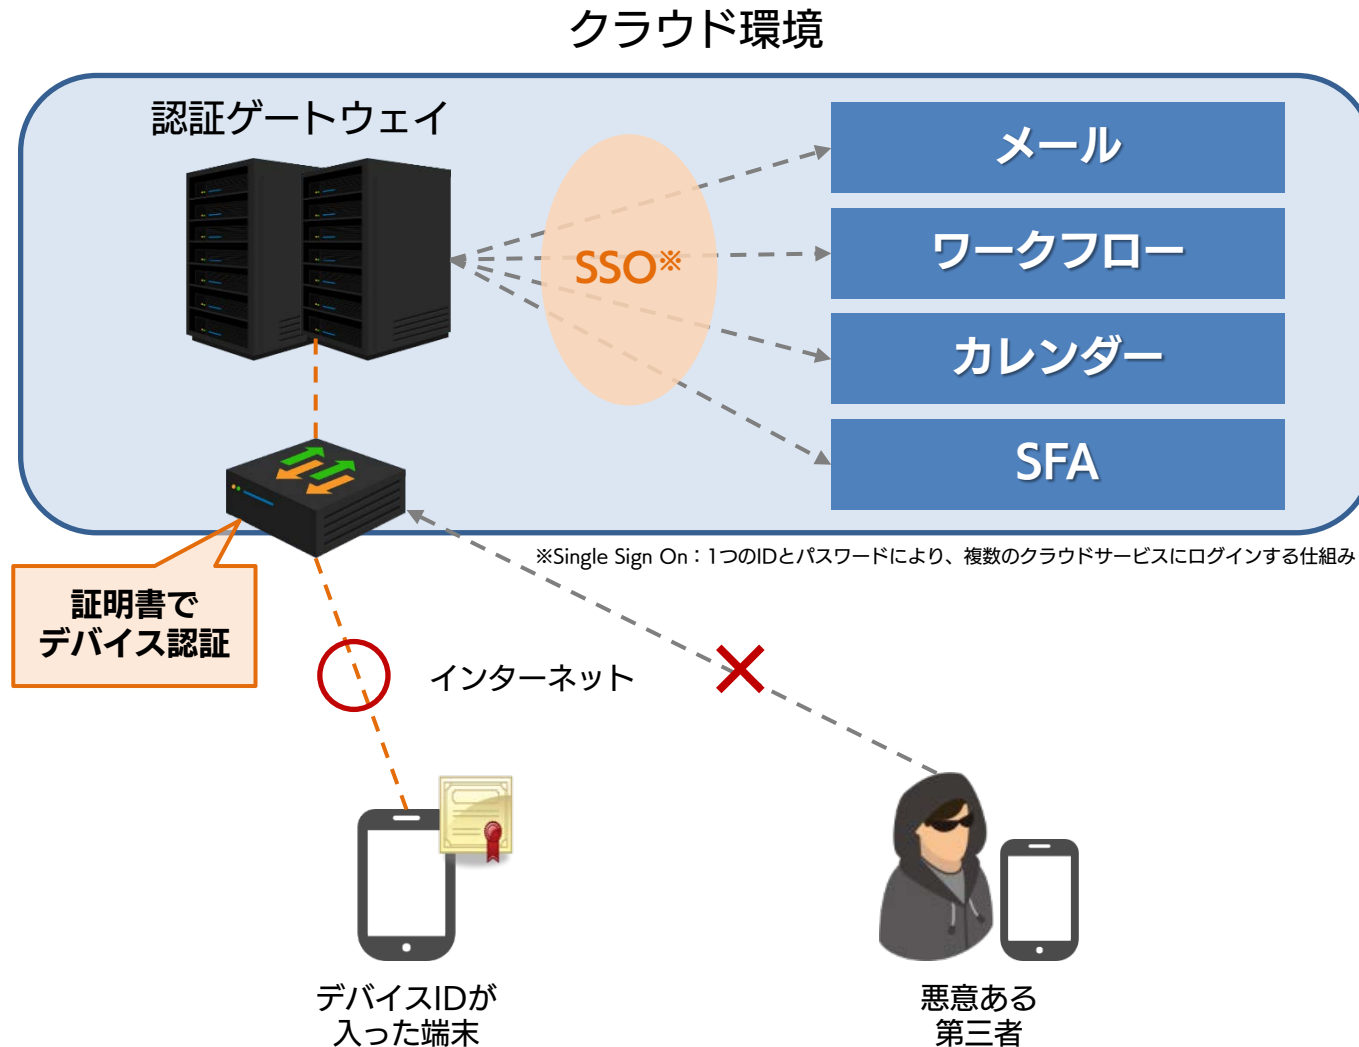 クラウド環境
認証ゲートウェイ
メール
ワークフロー
SSO※
カレンダー
SFA
※Single Sign On：1つのIDとパスワードにより、複数のクラウドサービスにログインする仕組み
証明書で
デバイス認証
インターネット
デバイスIDが
入った端末
悪意ある
第三者